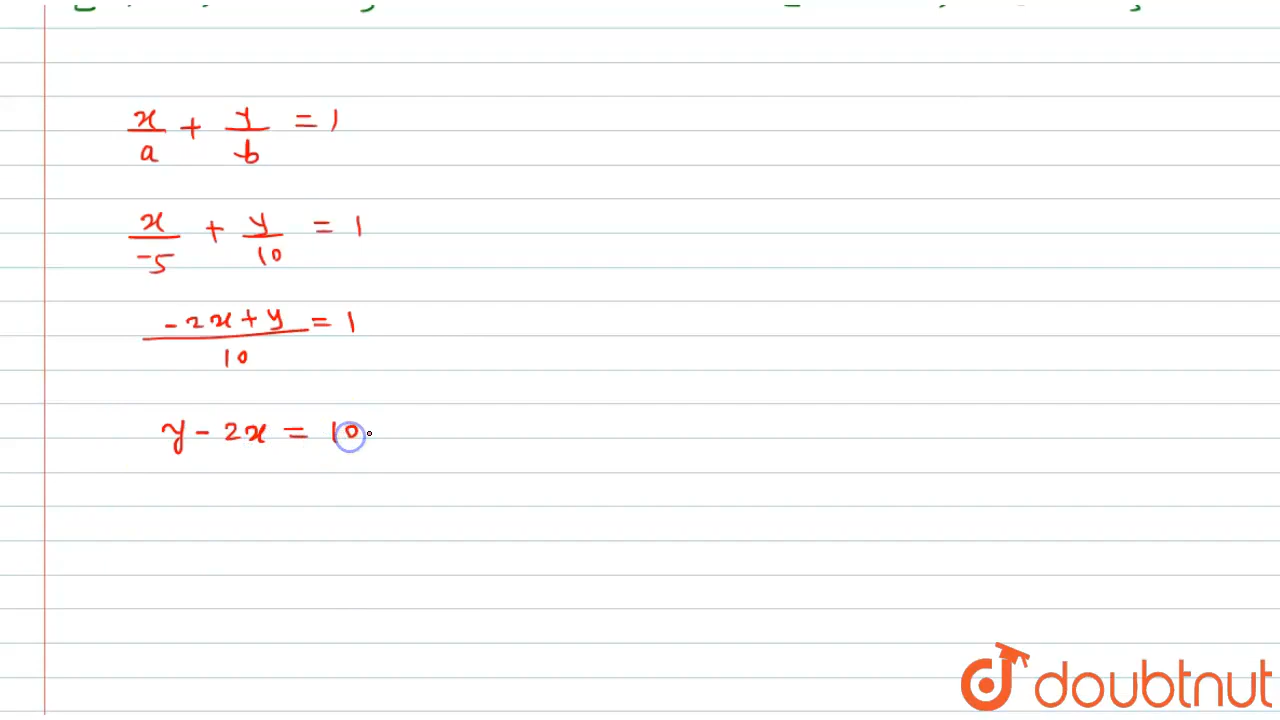 x/a + y/b = 1
x/-5 + y/10 = 1
-2x+y/10 = 1
y - 2x = 10
doubtnut